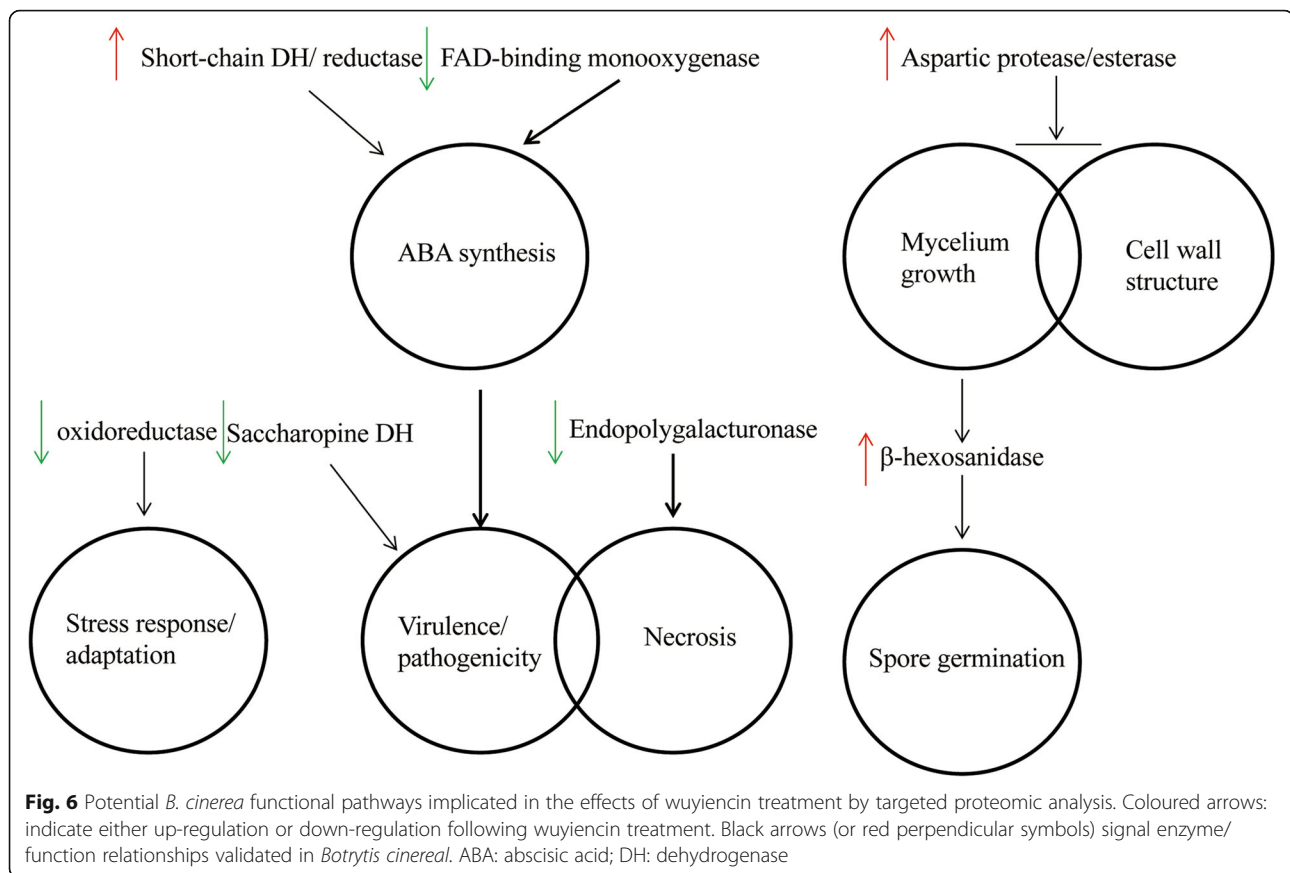 Short-chain DH/ reductase
FAD-binding monooxygenase
Aspartic protease/esterase
ABA synthesis
Mycelium
growth
Cell wall
structure
oxidoreductase
Saccharopine DH
Endopolygalacturonase
β-hexosanidase
Stress response/
adaptation
Virulence/
pathogenicity
Necrosis
Spore germination
Fig. 6 Potential B. cinerea functional pathways implicated in the effects of wuyiencin treatment by targeted proteomic analysis. Coloured arrows:
indicate either up-regulation or down-regulation following wuyiencin treatment. Black arrows (or red perpendicular symbols) signal enzyme/
function relationships validated in Botrytis cinereal. ABA: abscisic acid; DH: dehydrogenase